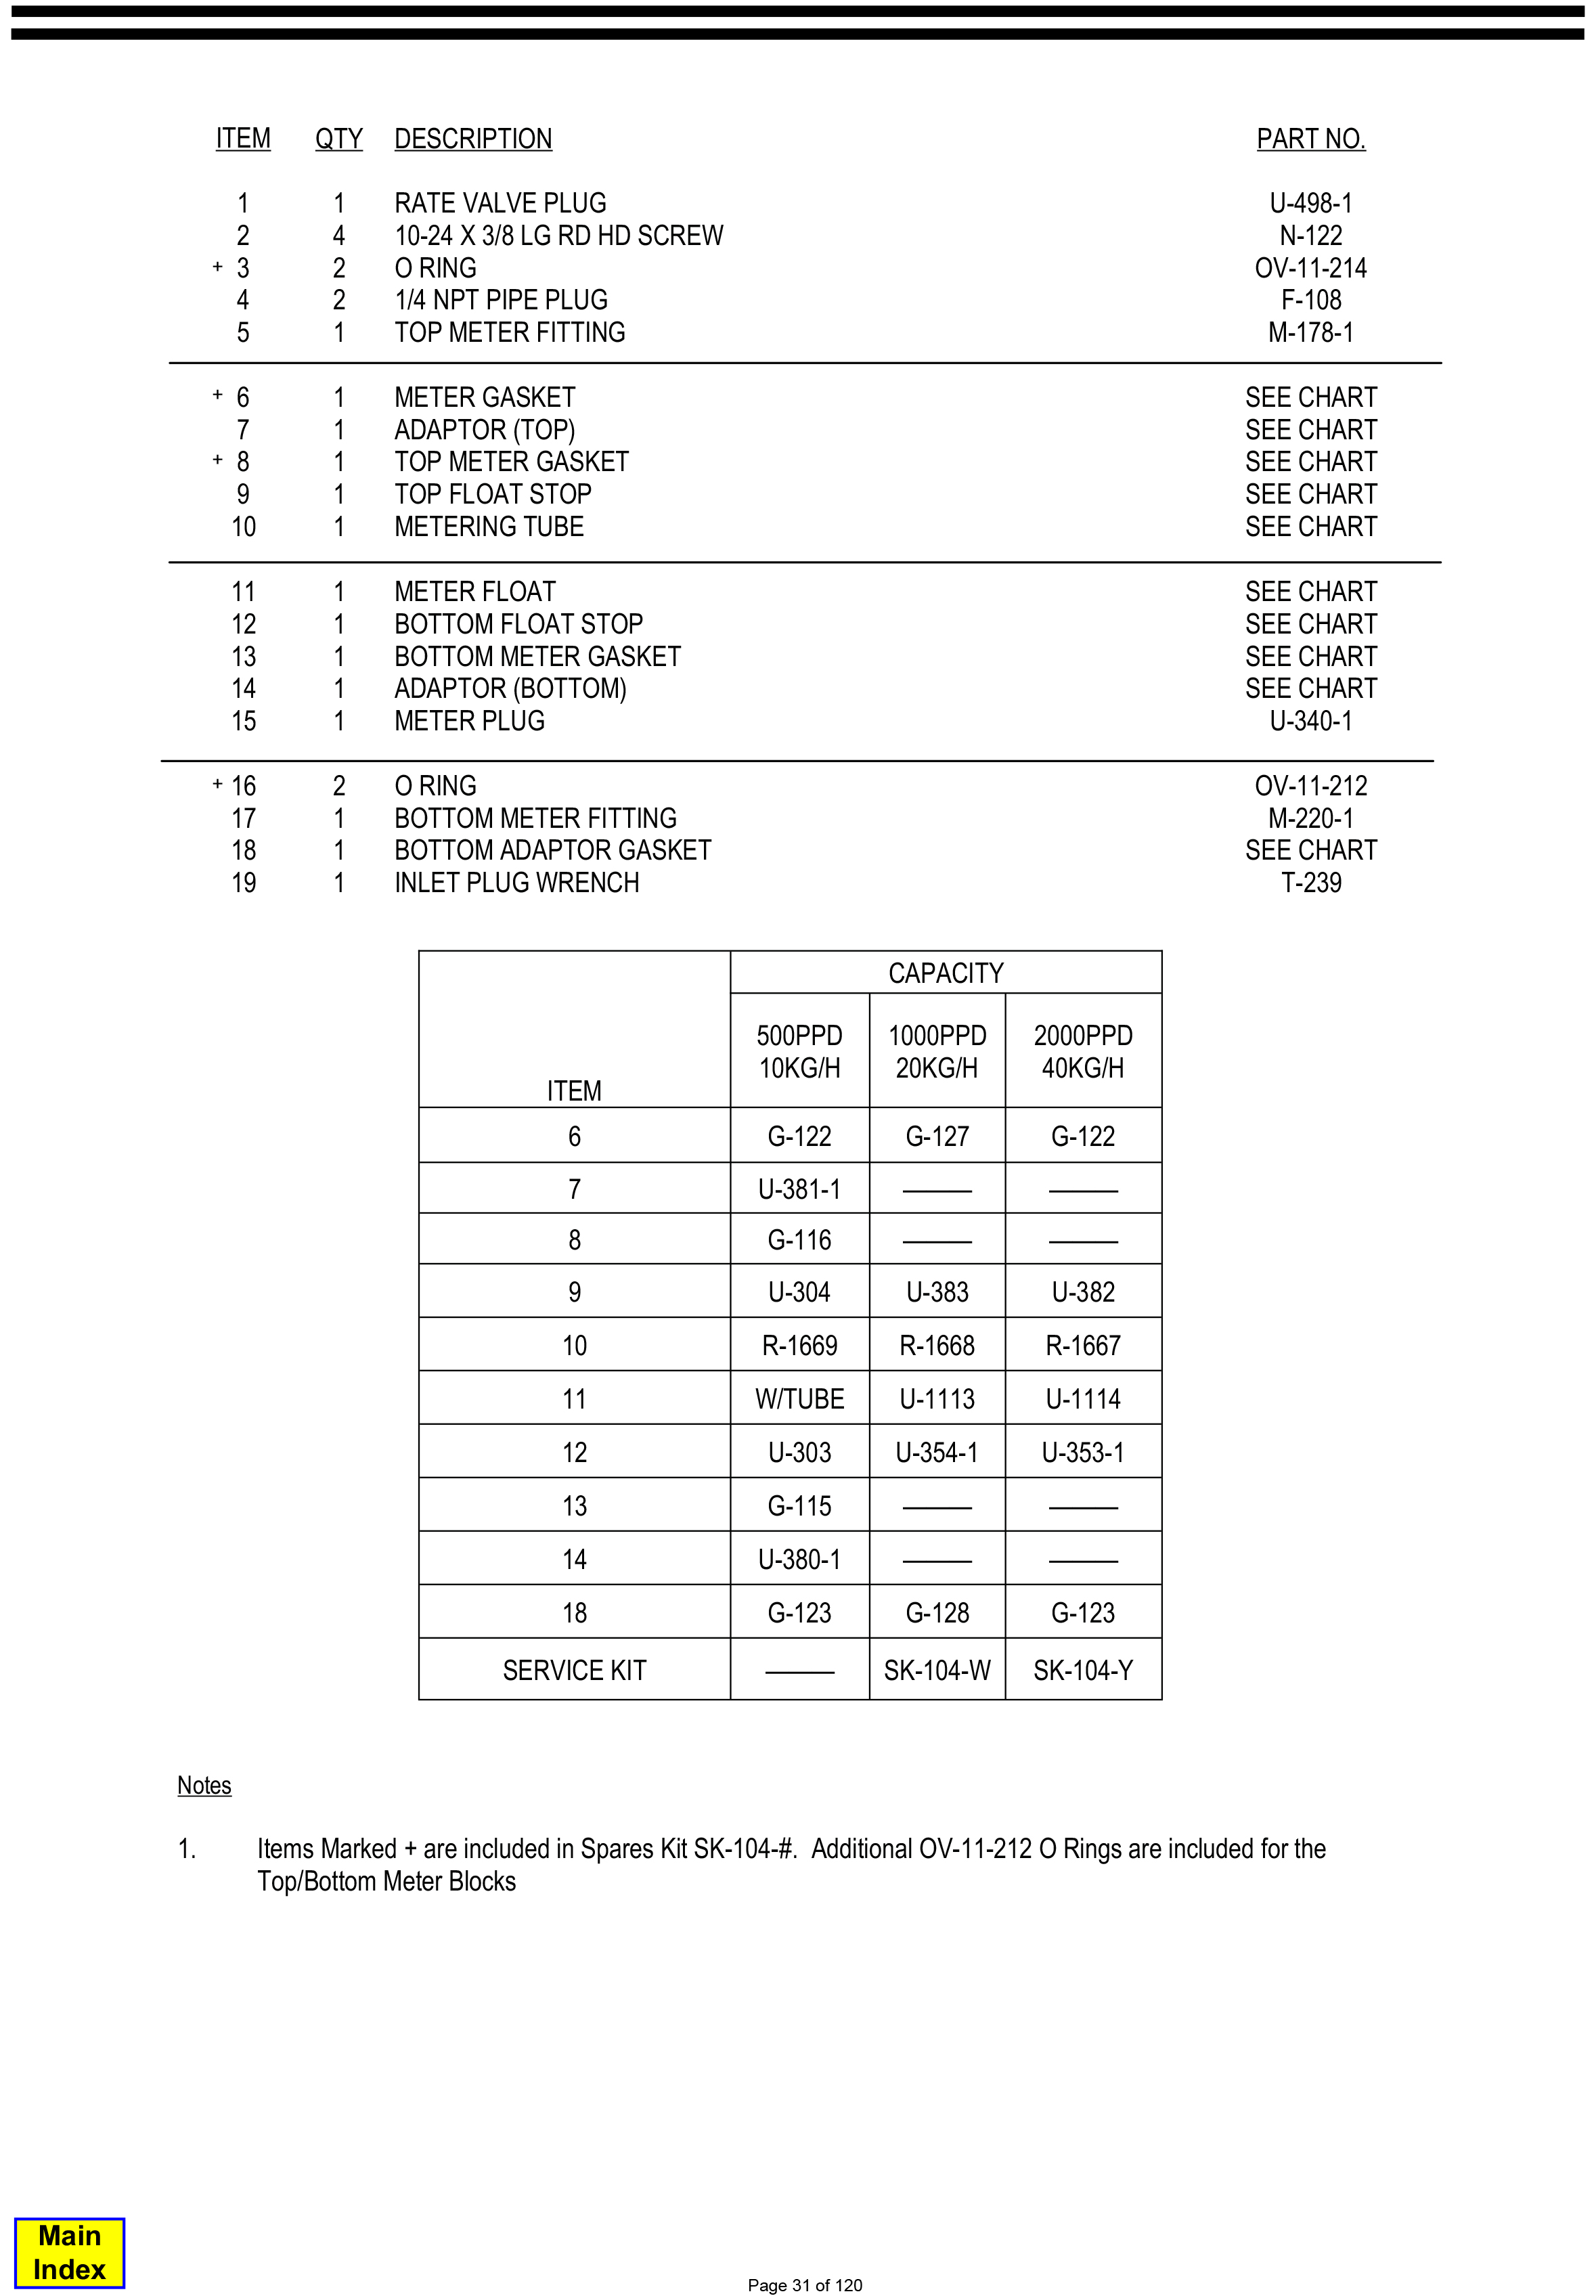 ITEM QTY DESCRIPTION PART NO.
1 1 RATE VALVE PLUG U-498-1
2 4 10-24 X 3/8 LG RD HD SCREW N-122
+ 3 2 O RING OV-11-214
4 2 1/4 NPT PIPE PLUG F-108
5 1 TOP METER FITTING M-178-1
+ 6 1 METER GASKET SEE CHART
7 1 ADAPTOR (TOP) SEE CHART
+ 8 1 TOP METER GASKET SEE CHART
9 1 TOP FLOAT STOP SEE CHART
10 1 METERING TUBE SEE CHART
11 1 METER FLOAT SEE CHART
12 1 BOTTOM FLOAT STOP SEE CHART
13 1 BOTTOM METER GASKET SEE CHART
14 1 ADAPTOR (BOTTOM) SEE CHART
15 1 METER PLUG U-340-1
+ 16 2 O RING OV-11-212
17 1 BOTTOM METER FITTING M-220-1
18 1 BOTTOM ADAPTOR GASKET SEE CHART
19 1 INLET PLUG WRENCH T-239
CAPACITY
500PPD 1000PPD 2000PPD
10KG/H 20KG/H 40KG/H
ITEM
6 G-122 G-127 G-122
7 U-381-1 —— ——
8 G-116 —— ——
9 U-304 U-383 U-382
10 R-1669 R-1668 R-1667
11 W/TUBE U-1113 U-1114
12 U-303 U-354-1 U-353-1
13 G-115 —— ——
14 U-380-1 —— ——
18 G-123 G-128 G-123
SERVICE KIT —— SK-104-W SK-104-Y
Notes
1. Items Marked + are included in Spares Kit SK-104-#. Additional OV-11-212 O Rings are included for the
Top/Bottom Meter Blocks
Main
Index
Page 31 of 120